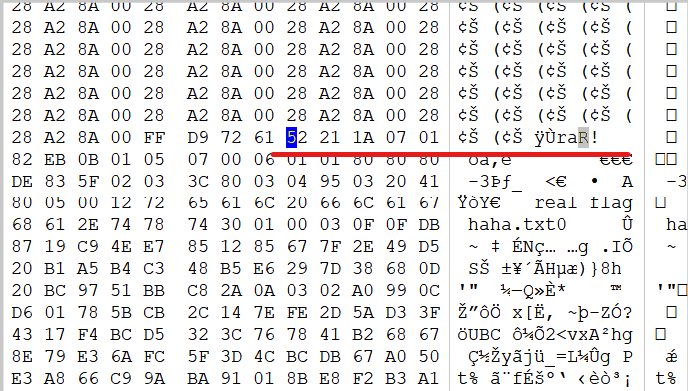 28 A2 8A 00 28 A2 8A 00 28 A2 8A 00 28 ¢Š (¢Š (¢Š (
28 A2 8A 00 28 A2 8A 00 28 A2 8A 00 28 ¢Š (¢Š (¢Š (
28 A2 8A 00 28 A2 8A 00 28 A2 8A 00 28 ¢Š (¢Š (¢Š (
28 A2 8A 00 28 A2 8A 00 28 A2 8A 00 28 ¢Š (¢Š (¢Š (
28 A2 8A 00 28 A2 8A 00 28 A2 8A 00 28 ¢Š (¢Š (¢Š (
28 A2 8A 00 28 A2 8A 00 28 A2 8A 00 28 ¢Š (¢Š (¢Š (
28 A2 8A 00 FF D9 72 61 52 21 1A 07 01 ¢Š (¢Š ÿÙraR!
82 EB 0B 01 05 07 00 06 01 01 80 80 80 €€€
DE 83 5F 02 03 3C 80 03 04 95 03 20 41 -3Þƒ_ <€ • A -3
80 05 00 12 72 65 61 6C 20 66 6C 61 67 ŸòY€ real flag
68 61 2E 74 78 74 30 01 00 03 0F 0F DB haha.txt0 Û ha
87 19 C9 4E E7 85 12 85 67 7F 2E 49 D5 ~ ‡ ÉNç… …g .IÕ ~
20 B1 A5 B4 C3 48 B5 E6 29 7D 38 68 0D SŠ ±¥´ÃHµæ)}8h
20 BC 97 51 BB C8 2A 0A 03 02 A0 99 0C '" ¼—Q»È* ™ '"
D6 01 78 5B CB 2C 14 7E FE 2D 5A D3 3F Ž"ôÖ x[Ë, ~þ-ZÓ?
43 17 F4 BC D5 32 3C 76 78 41 B2 68 67 õUBC ô¼Õ2<vxA²hg
8E 79 E3 6A FC 5F 3D 4C BC DB 67 A0 50 Ç½Žyãjü_=L¼Ûg P
E3 A8 66 C9 9A BA 91 01 8B E8 F2 B3 A1 t% ã¨fÉšº‘ ‹èò³¡ t%